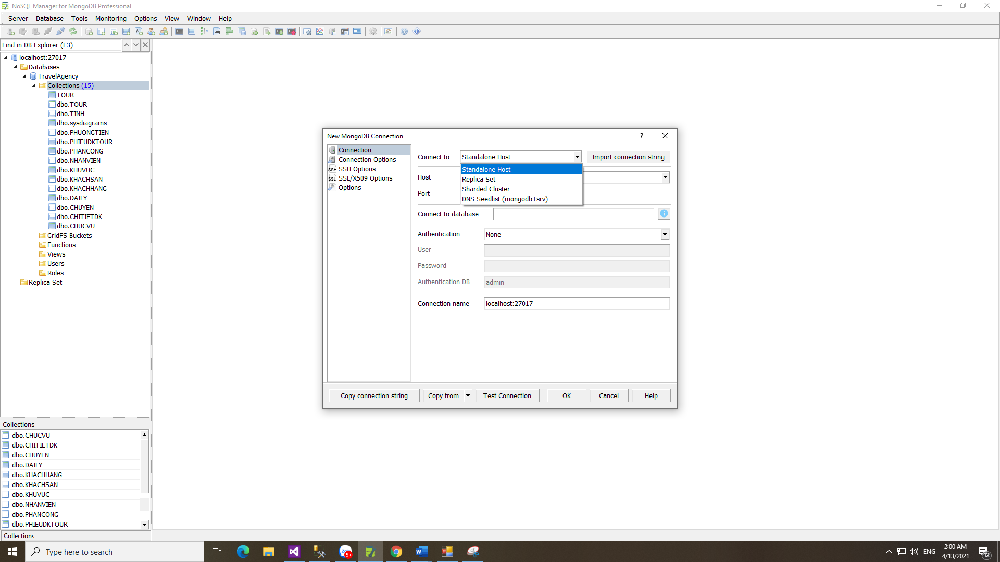 NoSQL Manager for MongoDB Professional
Server Database Tools Monitoring Options View Window Help
Find in DB Explorer (F3)
localhost:27017
Databases
TravelAgency
Collections (15)
TOUR
dbo.TOUR
dbo.TINH
dbo.sysdiagrams
dbo.PHUONGTIEN
dbo.PHIEUDKTOUR
dbo.PHANCONG
dbo.NHANVIEN
dbo.KHUVUC
dbo.KHACHSAN
dbo.KHACHHANG
dbo.DAILY
dbo.CHUYEN
dbo.CHITIETDK
dbo.CHUCVU
GridFS Buckets
Functions
Views
Users
Roles
Replica Set
Collections
dbo.CHUCVU
dbo.CHITIETDK
dbo.CHUYEN
dbo.DAILY
dbo.KHACHHANG
dbo.KHACHSAN
dbo.KHUVUC
dbo.NHANVIEN
dbo.PHANCONG
dbo.PHIEUDKTOUR
Collections
New MongoDB Connection ?
Connection
Connection Options
SSH SSH Options
SSL SSL/X509 Options
Options
Connect to Standalone Host Import connection string
Standalone Host
Replica Set
Sharded Cluster
DNS Seedlist (mongodb+srv)
Host
Port
Connect to database
Authentication None
User
Password
Authentication DB admin
Connection name localhost:27017
Copy connection string Copy from Test Connection OK Cancel Help
Type here to search
5+
ENG
2:00 AM
4/13/2021
12